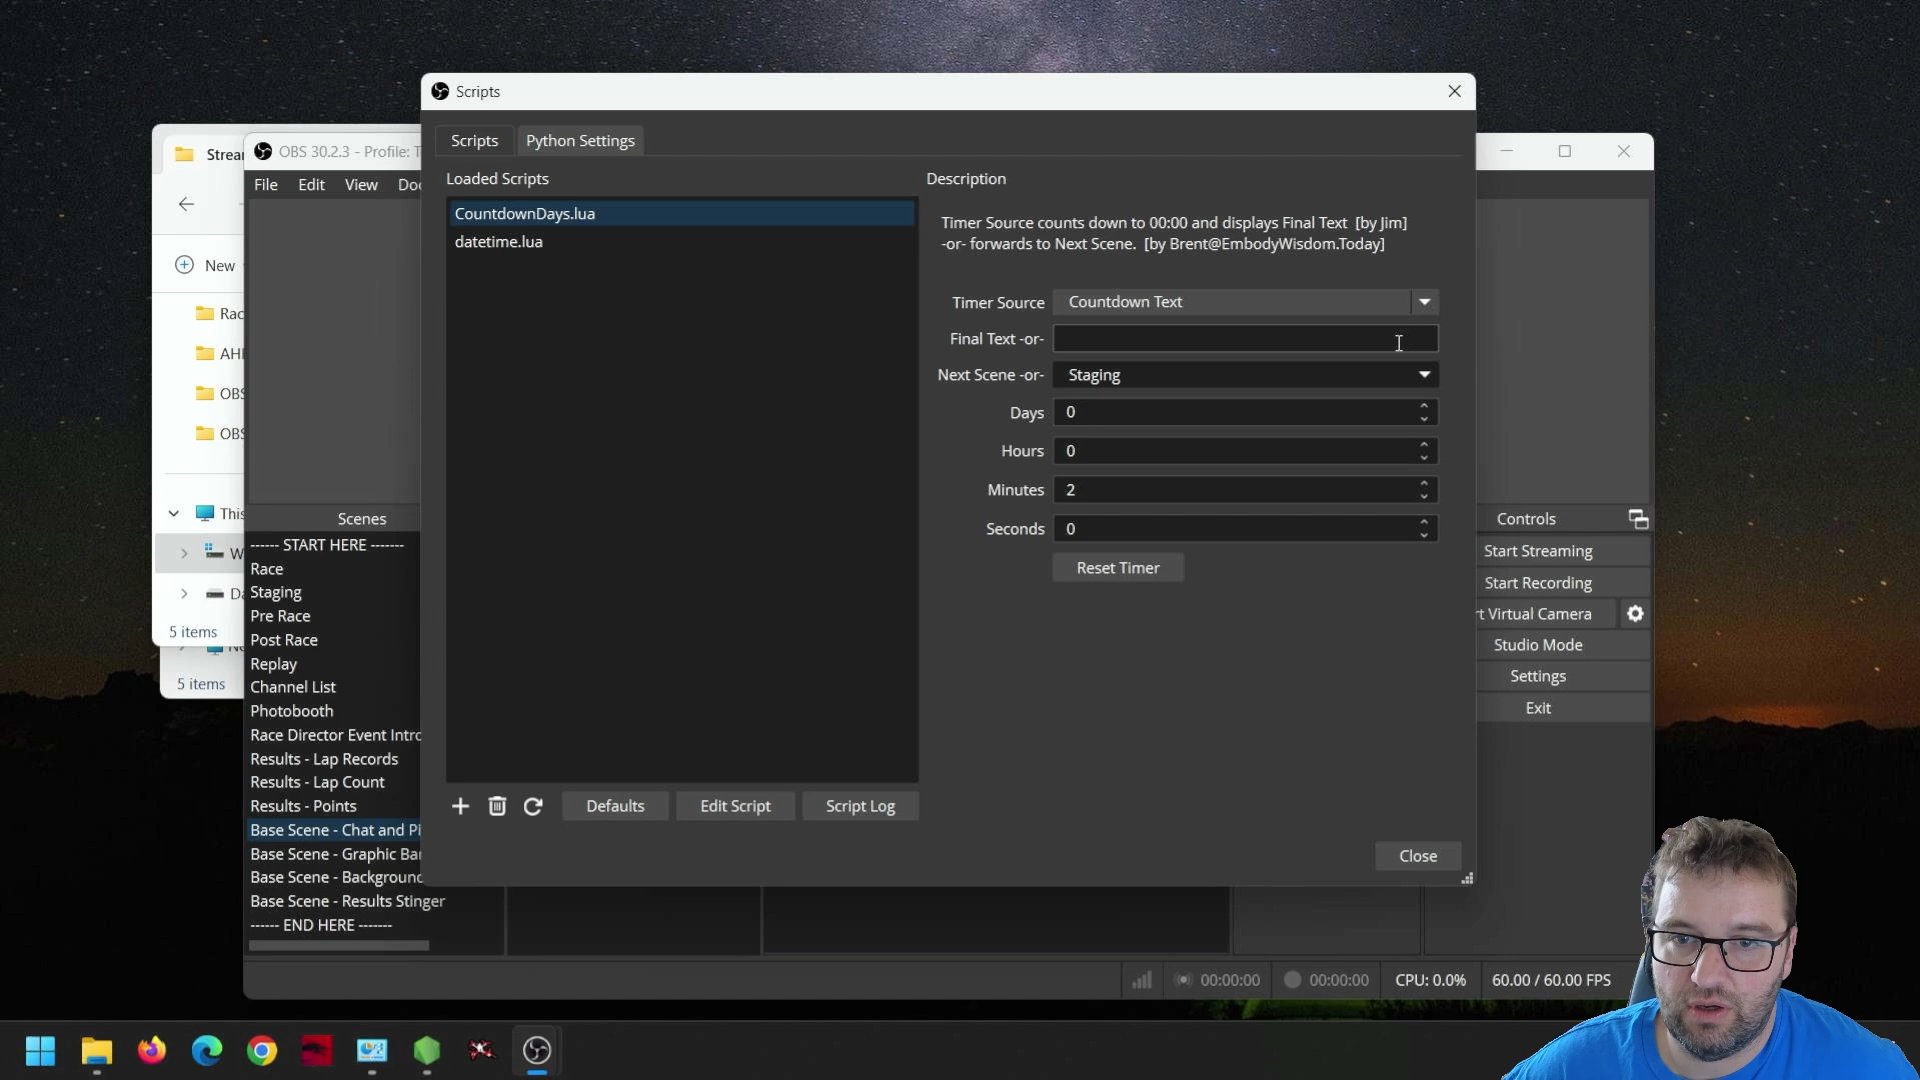 Scripts
Scripts
Python Settings
Loaded Scripts
CountdownDays.lua
datetime.lua
Defaults
Edit Script
Script Log
Description
Timer Source counts down to 00:00 and displays Final Text [by Jim]
-or- forwards to Next Scene. [by Brent@EmbodyWisdom.Today]
Timer Source
Countdown Text
Final Text -or-
Next Scene -or-
Staging
Days
0
Hours
0
Minutes
2
Seconds
0
Reset Timer
Close
OBS 30.2.3 - Profile: T
File
Edit
View
Doc
New
5 items
5 items
Scenes
------ START HERE -------
Race
Staging
Pre Race
Post Race
Replay
Channel List
Photobooth
Race Director Event Intro
Results - Lap Records
Results - Lap Count
Results - Points
Base Scene - Chat and Pi
Base Scene - Graphic Bar
Base Scene - Background
Base Scene - Results Stinger
------ END HERE -------
Controls
Start Streaming
Start Recording
rt Virtual Camera
Studio Mode
Settings
Exit
00:00:00
00:00:00
CPU: 0.0%
60.00 / 60.00 FPS